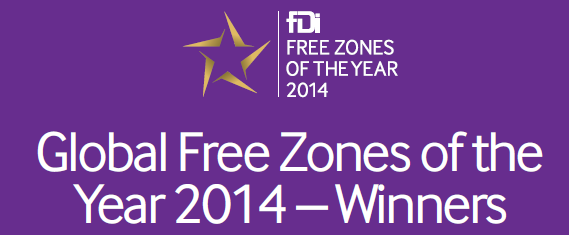 fDi
FREE ZONES
OF THE YEAR
2014
Global Free Zones of the
Year 2014 – Winners